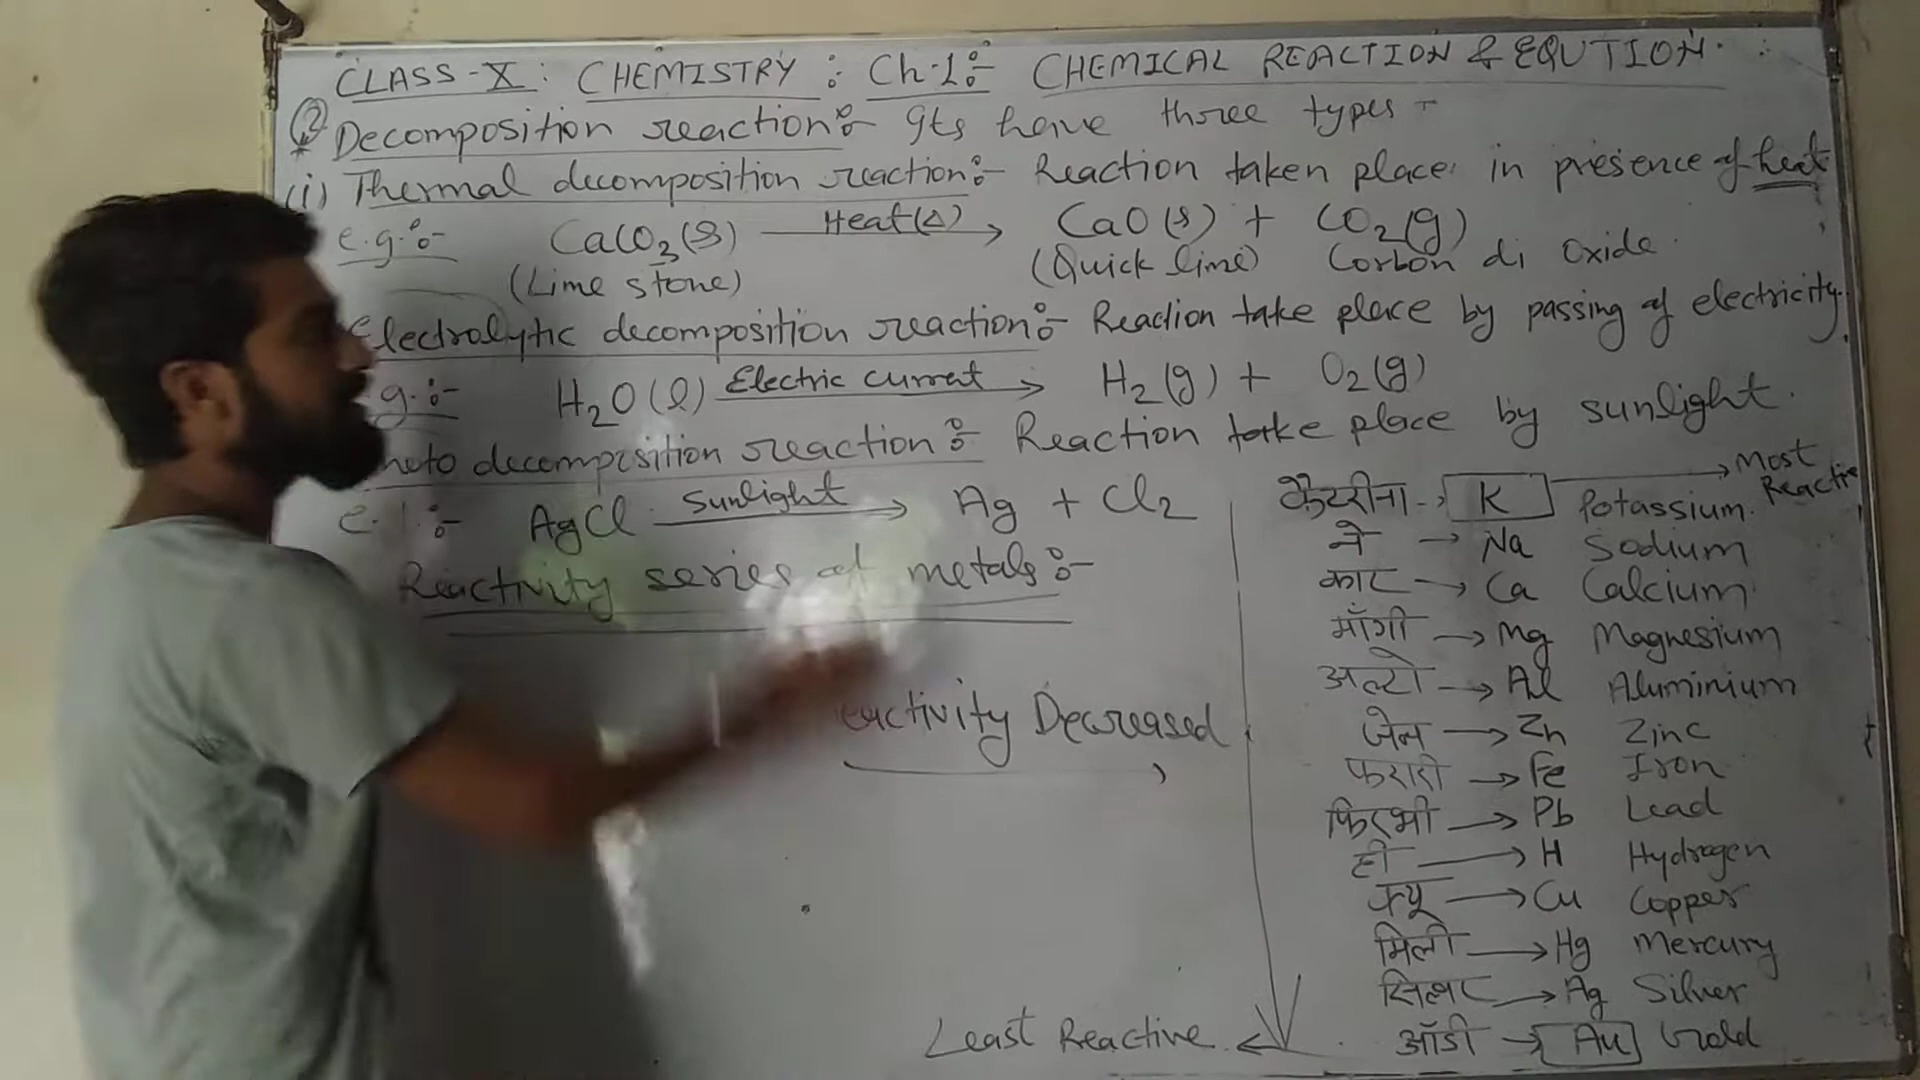 CLASS-X : CHEMISTRY : Ch-1:- CHEMICAL REACTION & EQUTION.
② Decomposition reaction:- Its have three types -
(i) Thermal decomposition reaction:- Reaction taken place in presence of heat
e.g.:- CaCO₃(s) Heat(Δ) → CaO(s) + CO₂(g)
(Lime stone) (Quick lime) Carbon di Oxide
Electrolytic decomposition reaction:- Reaction take place by passing of electricity.
g.:- H₂O(l) Electric current → H₂(g) + O₂(g)
hoto decomposition reaction:- Reaction take place by sunlight.
e. :- AgCl Sunlight → Ag + Cl₂
Reactivity series of metals:-
eactivity Decreased
Least Reactive
कैटरीना → K Potassium. → Most Reactive
ने → Na Sodium
कार → Ca Calcium
माँगी → Mg Magnesium
अल्टो → Al Aluminium
जेन → Zn Zinc
फरारी → Fe Iron
फिरभी → Pb Lead
ही → H Hydrogen
क्यू → Cu Copper
मिली → Hg Mercury
सिल्वर → Ag Silver
ऑडी → Au Gold